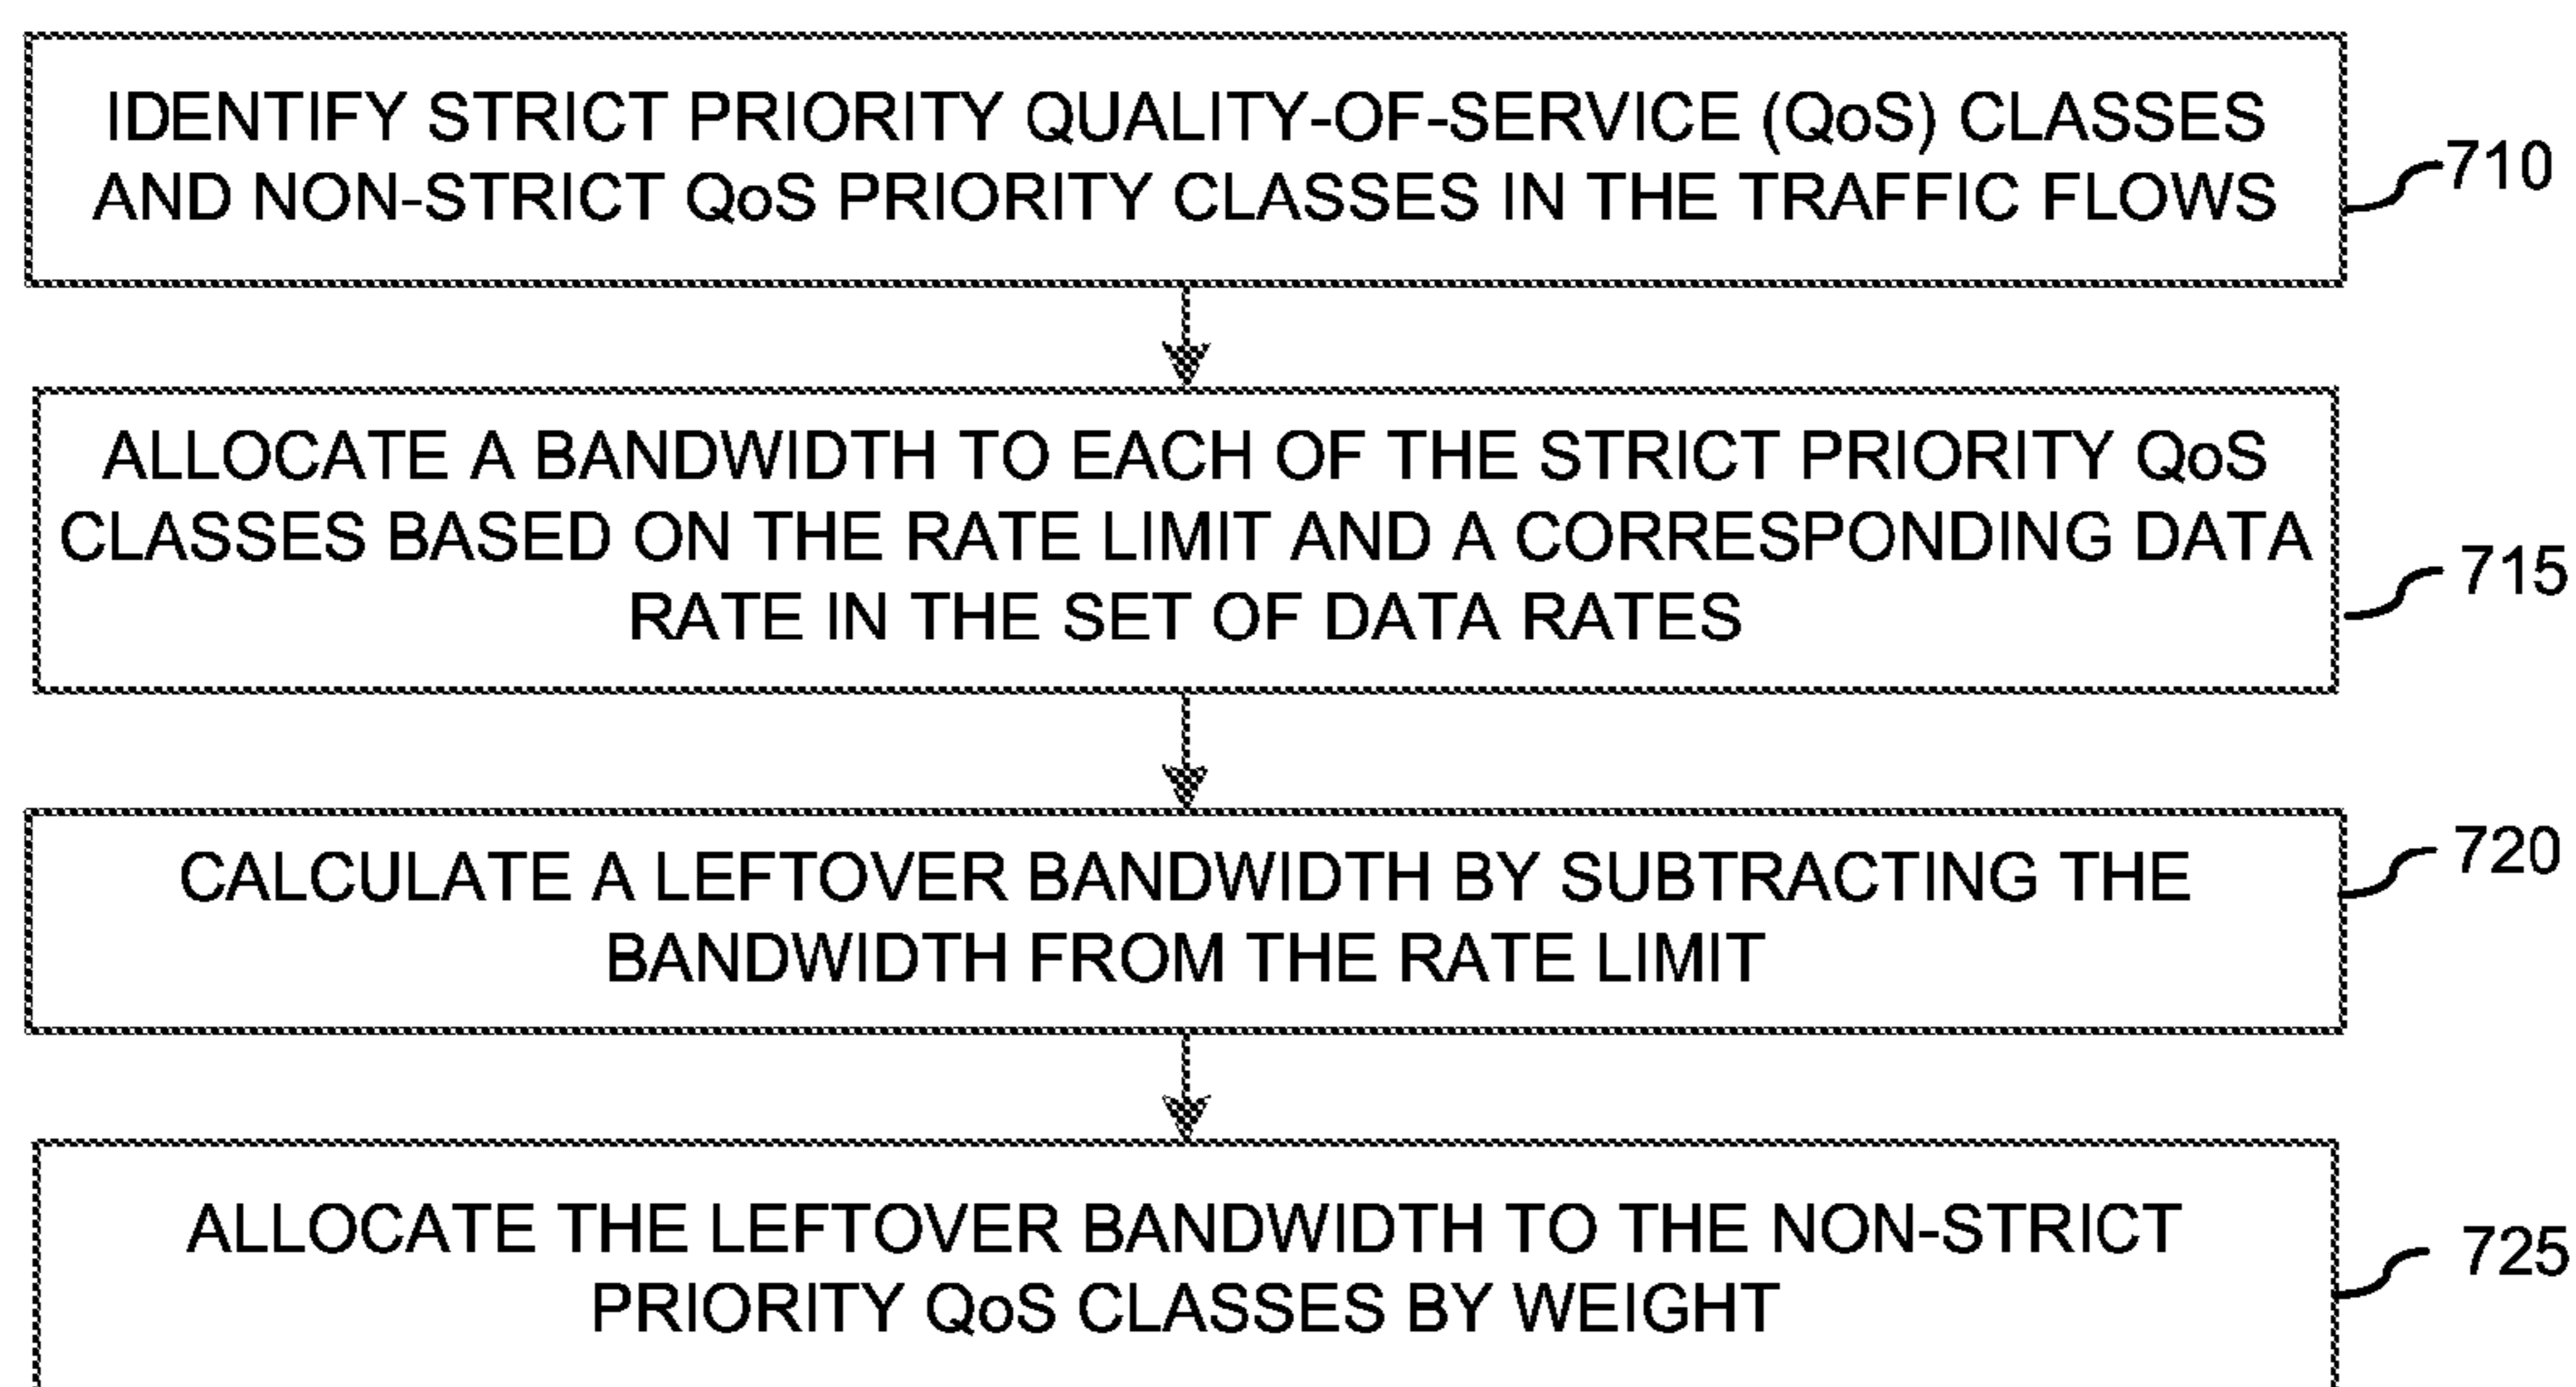 IDENTIFY STRICT PRIORITY QUALITY-OF-SERVICE (QoS) CLASSES
AND NON-STRICT QoS PRIORITY CLASSES IN THE TRAFFIC FLOWS
710
ALLOCATE A BANDWIDTH TO EACH OF THE STRICT PRIORITY QoS
CLASSES BASED ON THE RATE LIMIT AND A CORRESPONDING DATA
RATE IN THE SET OF DATA RATES
715
CALCULATE A LEFTOVER BANDWIDTH BY SUBTRACTING THE
BANDWIDTH FROM THE RATE LIMIT
720
ALLOCATE THE LEFTOVER BANDWIDTH TO THE NON-STRICT
PRIORITY QoS CLASSES BY WEIGHT
725